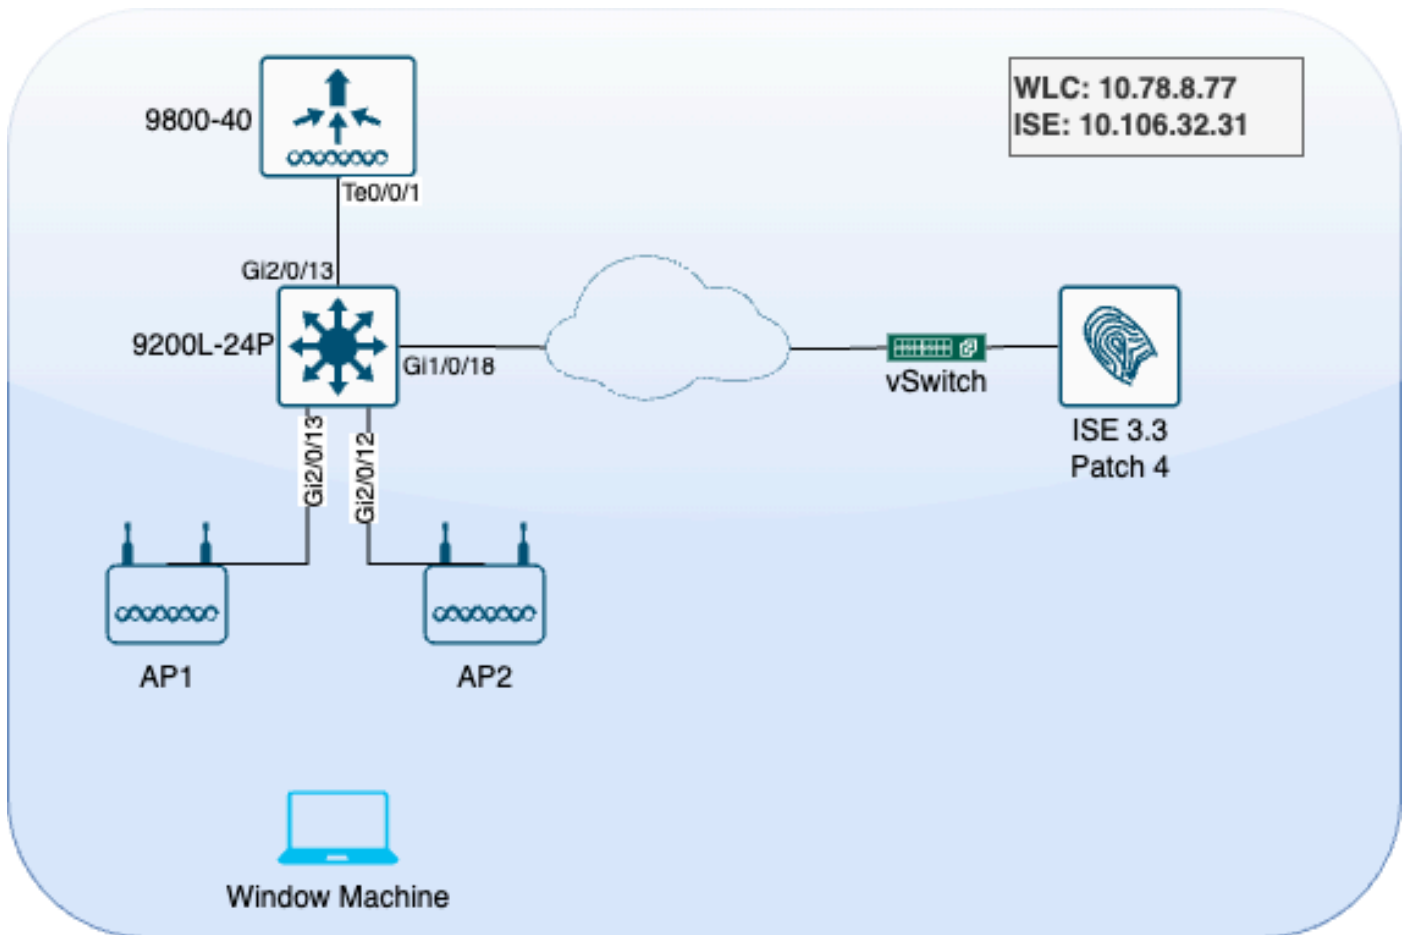 WLC: 10.78.8.77
ISE: 10.106.32.31
9800-40
Te0/0/1
Gi2/0/13
9200L-24P
Gi1/0/18
vSwitch
ISE 3.3
Patch 4
Gi2/0/13
Gi2/0/12
AP1
AP2
Window Machine